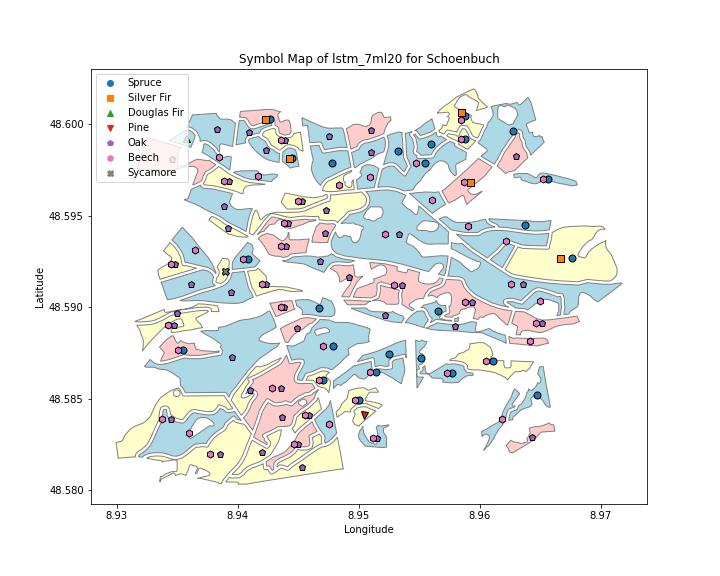 Symbol Map of lstm_7ml20 for Schoenbuch
Spruce
Silver Fir
Douglas Fir
Pine
Oak
Beech
Sycamore
Latitude
48.600
48.595
48.590
48.585
48.580
8.93 8.94 8.95 8.96 8.97
Longitude